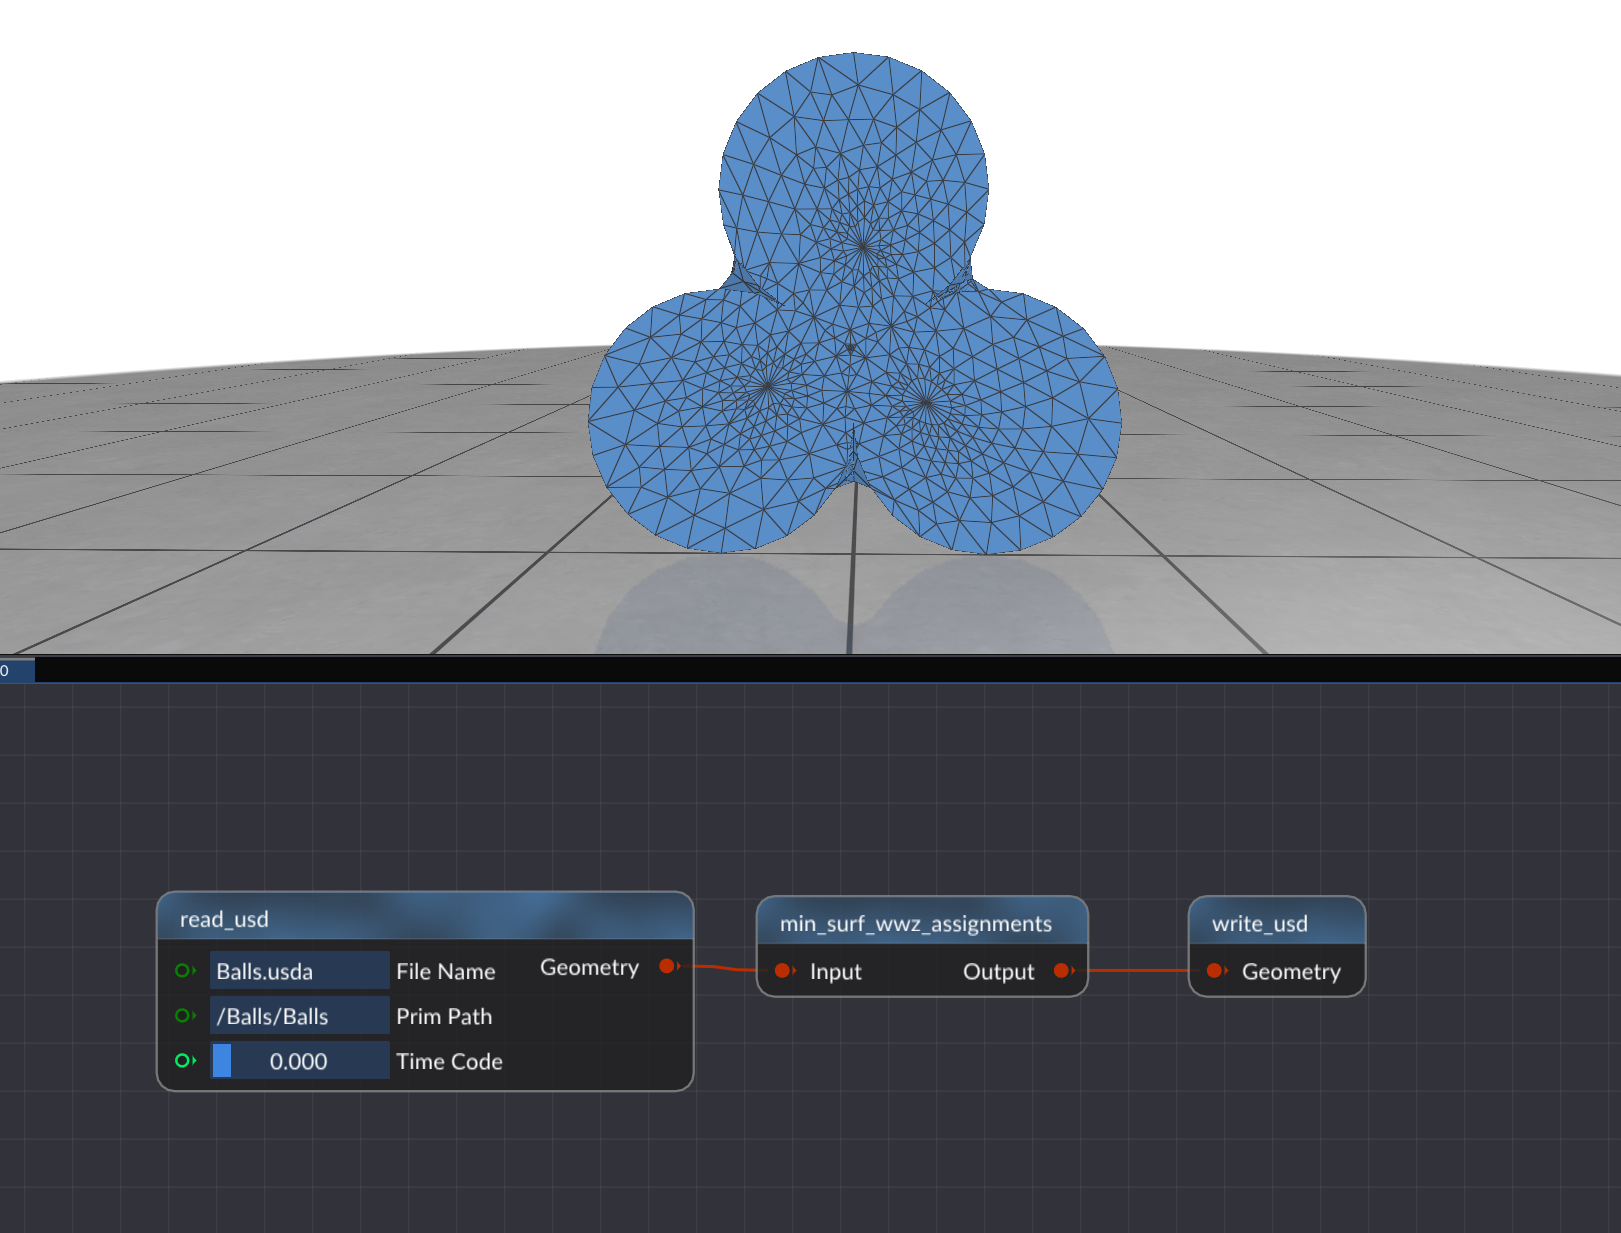 0
read_usd
Balls.usda File Name Geometry
/Balls/Balls Prim Path
0.000 Time Code
min_surf_wwz_assignments
Input Output
write_usd
Geometry